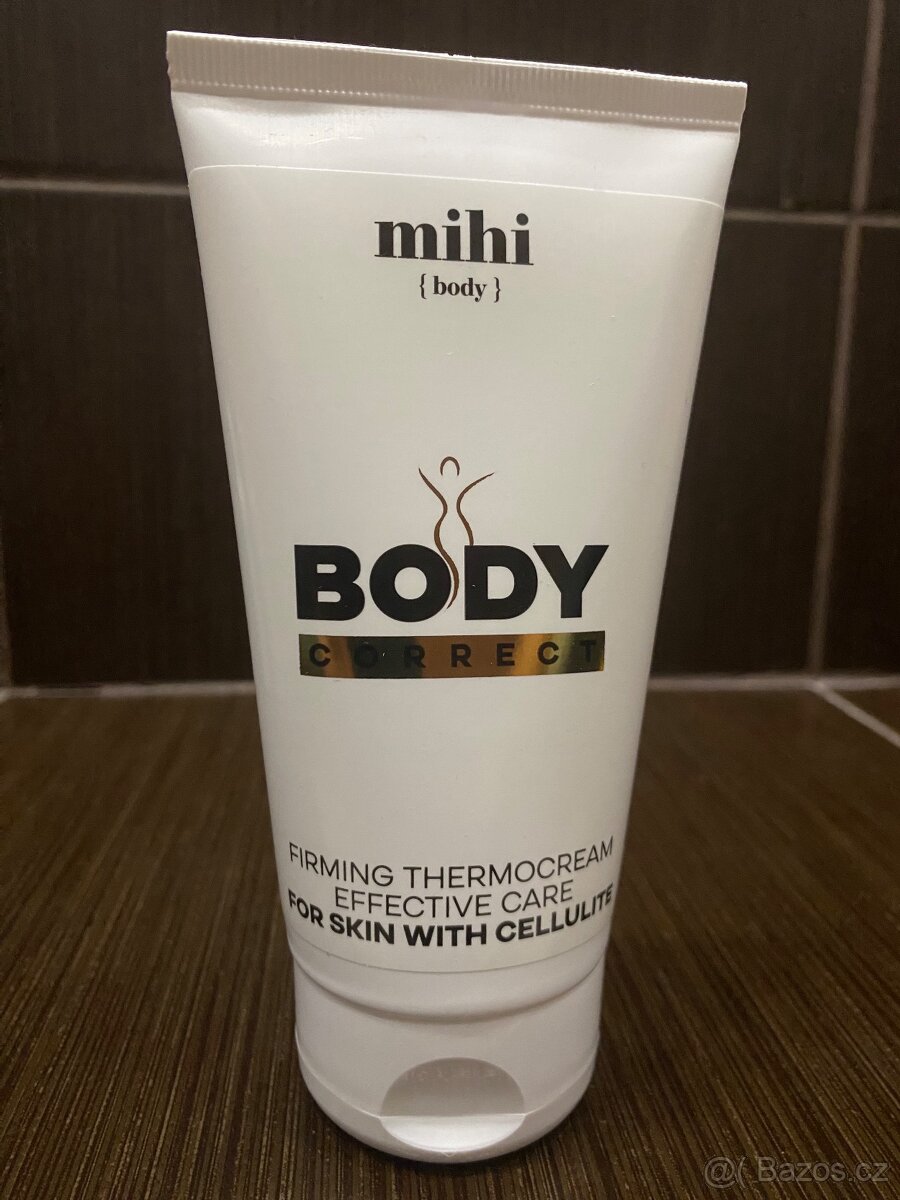 mihi
{ body }
BODY
CORRECT
FIRMING THERMOCREAM
EFFECTIVE CARE
FOR SKIN WITH CELLULITE
@( Bazos.cz